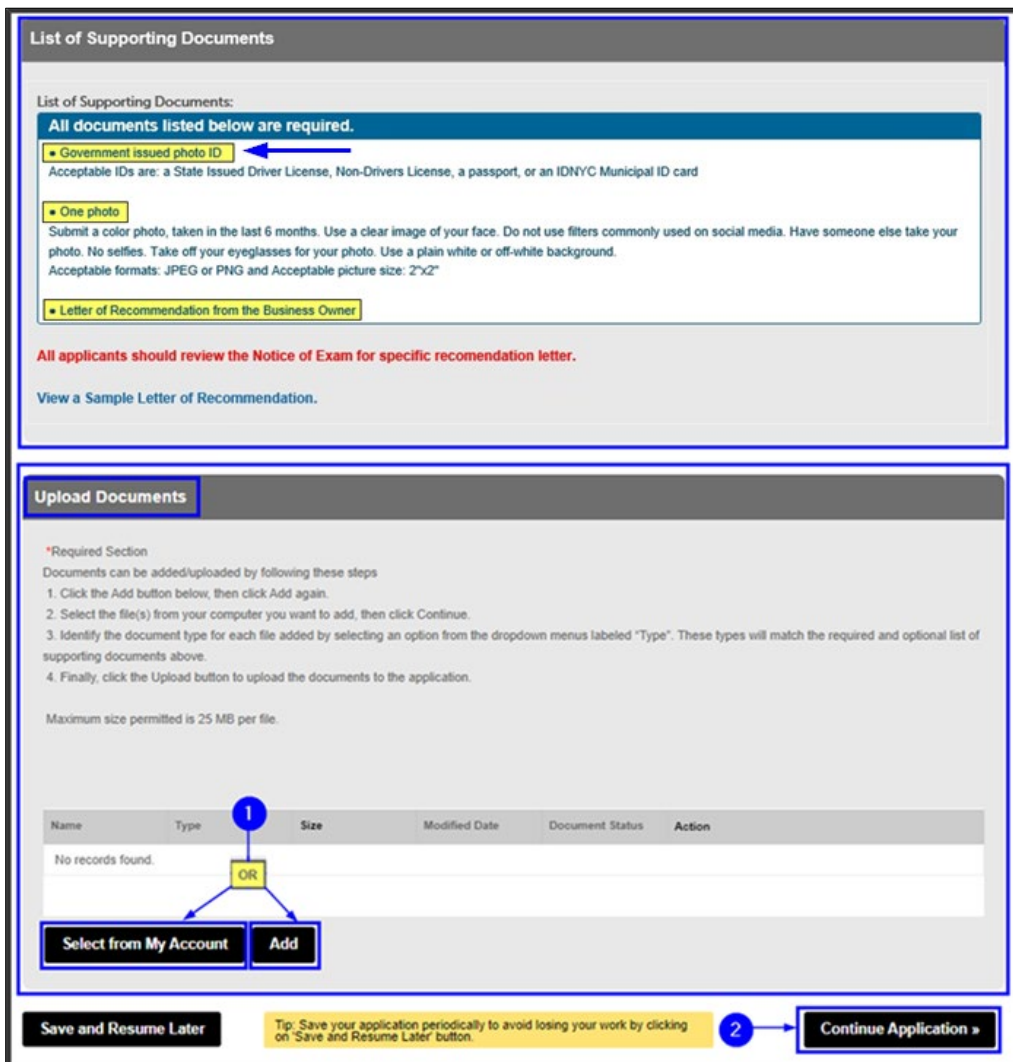 List of Supporting Documents
List of Supporting Documents:
All documents listed below are required.
• Government issued photo ID
Acceptable IDs are: a State Issued Driver License, Non-Drivers License, a passport, or an IDNYC Municipal ID card
• One photo
Submit a color photo, taken in the last 6 months. Use a clear image of your face. Do not use filters commonly used on social media. Have someone else take your
photo. No selfies. Take off your eyeglasses for your photo. Use a plain white or off-white background.
Acceptable formats: JPEG or PNG and Acceptable picture size: 2"x2"
• Letter of Recommendation from the Business Owner
All applicants should review the Notice of Exam for specific recomendation letter.
View a Sample Letter of Recommendation.
Upload Documents
*Required Section
Documents can be added/uploaded by following these steps
1. Click the Add button below, then click Add again.
2. Select the file(s) from your computer you want to add, then click Continue.
3. Identify the document type for each file added by selecting an option from the dropdown menus labeled “Type”. These types will match the required and optional list of
supporting documents above.
4. Finally, click the Upload button to upload the documents to the application.
Maximum size permitted is 25 MB per file.
1
Name Type Size Modified Date Document Status Action
No records found.
OR
Select from My Account Add
Save and Resume Later
Tip: Save your application periodically to avoid losing your work by clicking
on 'Save and Resume Later' button.
2
Continue Application »